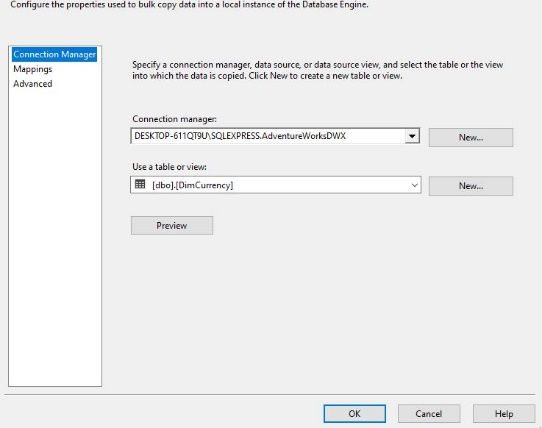 Configure the properties used to bulk copy data into a local instance of the Database Engine.
Connection Manager
Mappings
Advanced
Specify a connection manager, data source, or data source view, and select the table or the view
into which the data is copied. Click New to create a new table or view.
Connection manager:
DESKTOP-611QT9U\SQLEXPRESS.AdventureWorksDWX
New...
Use a table or view:
[dbo].[DimCurrency]
New...
Preview
OK
Cancel
Help